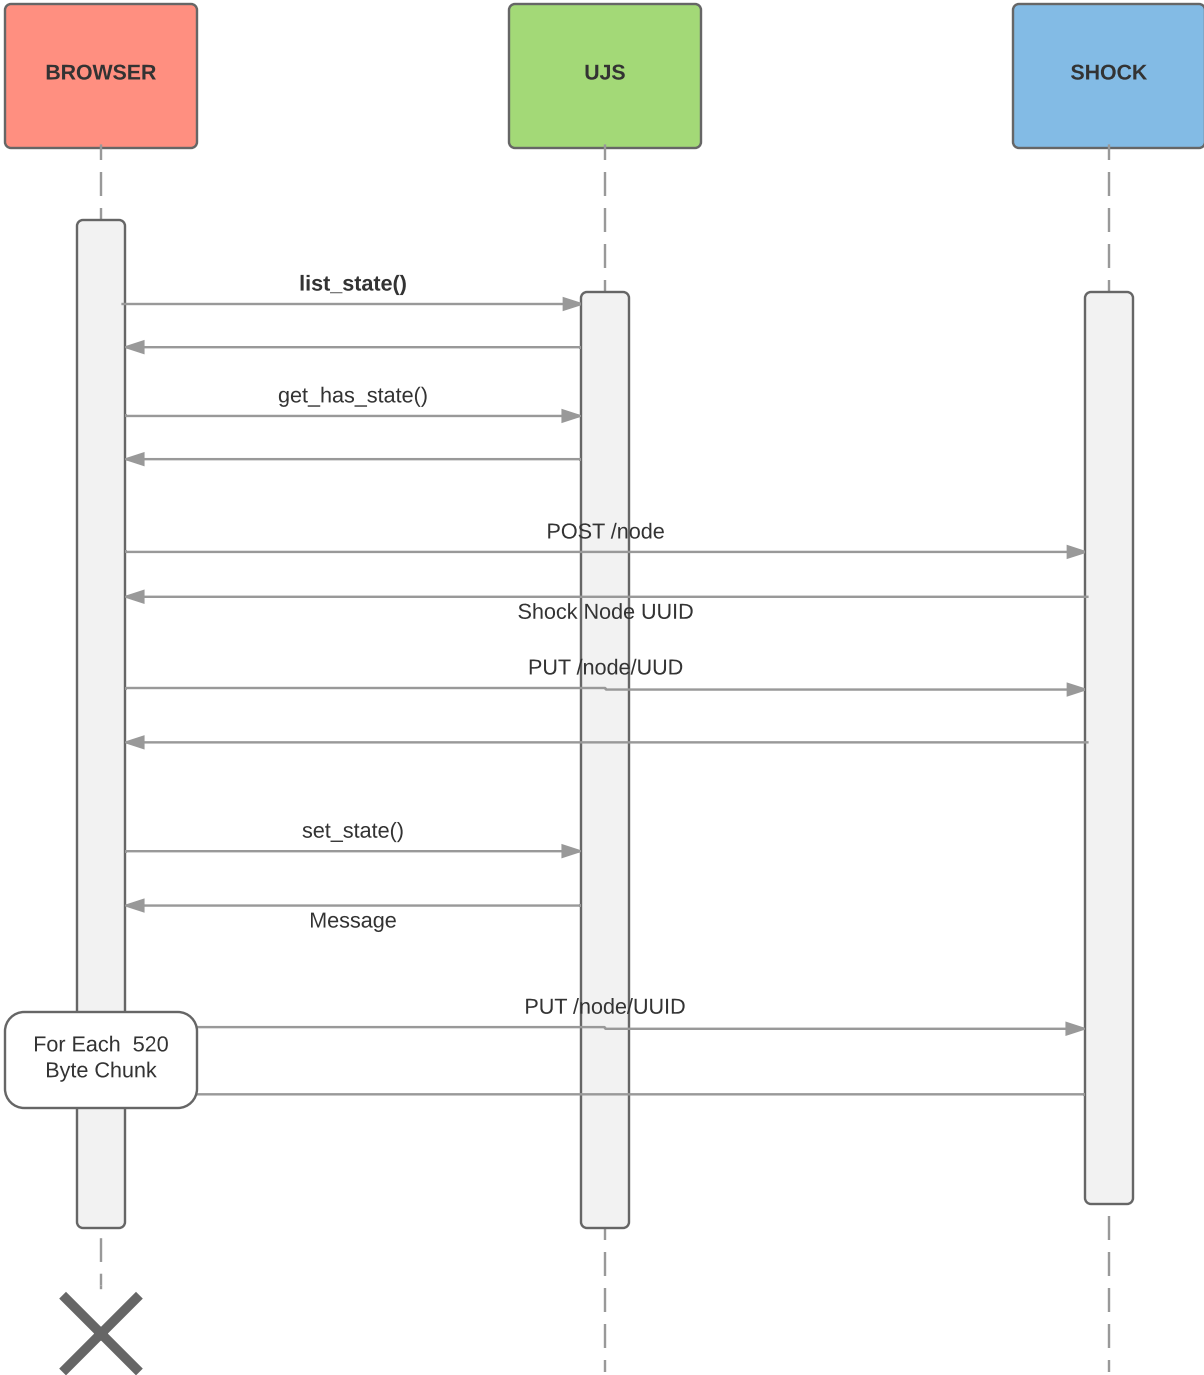 BROWSER
UJS
SHOCK
list_state()
get_has_state()
POST /node
Shock Node UUID
PUT /node/UUD
set_state()
Message
PUT /node/UUID
For Each  520
Byte Chunk